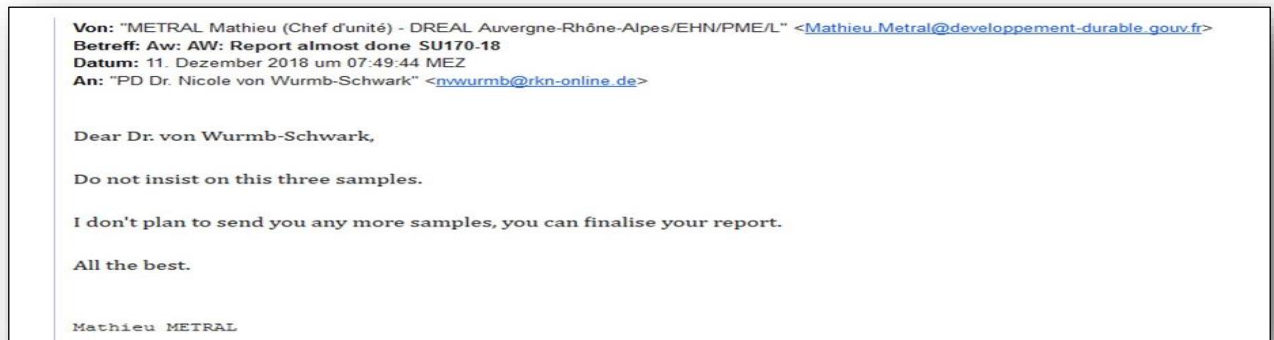 Von: "METRAL Mathieu (Chef d'unité) - DREAL Auvergne-Rhône-Alpes/EHN/PME/L" <Mathieu.Metral@developpement-durable.gouv.fr>
Betreff: Aw: AW: Report almost done SU170-18
Datum: 11. Dezember 2018 um 07:49:44 MEZ
An: "PD Dr. Nicole von Wurmb-Schwark" <nvwurmb@rkn-online.de>
Dear Dr. von Wurmb-Schwark,
Do not insist on this three samples.
I don't plan to send you any more samples, you can finalise your report.
All the best.
Mathieu METRAL